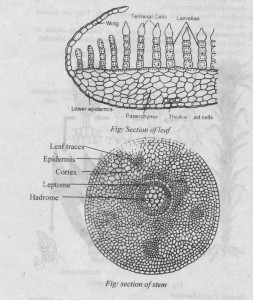 Wing
Terminal Cells
Lamellae
Lower epidermis
Parenchyma
Thick- ed cells
Fig: Section of leaf
Leaf traces
Epidermis
Cortex
Leptome
Hadrome
Fig: section of stem